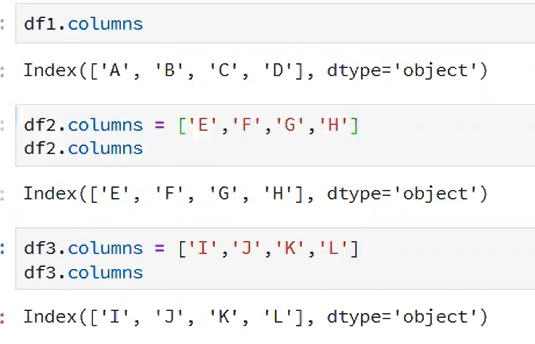 df1.columns
Index(['A', 'B', 'C', 'D'], dtype='object')
df2.columns = ['E','F','G','H']
df2.columns
Index(['E', 'F', 'G', 'H'], dtype='object')
df3.columns = ['I','J','K','L']
df3.columns
Index(['I', 'J', 'K', 'L'], dtype='object')